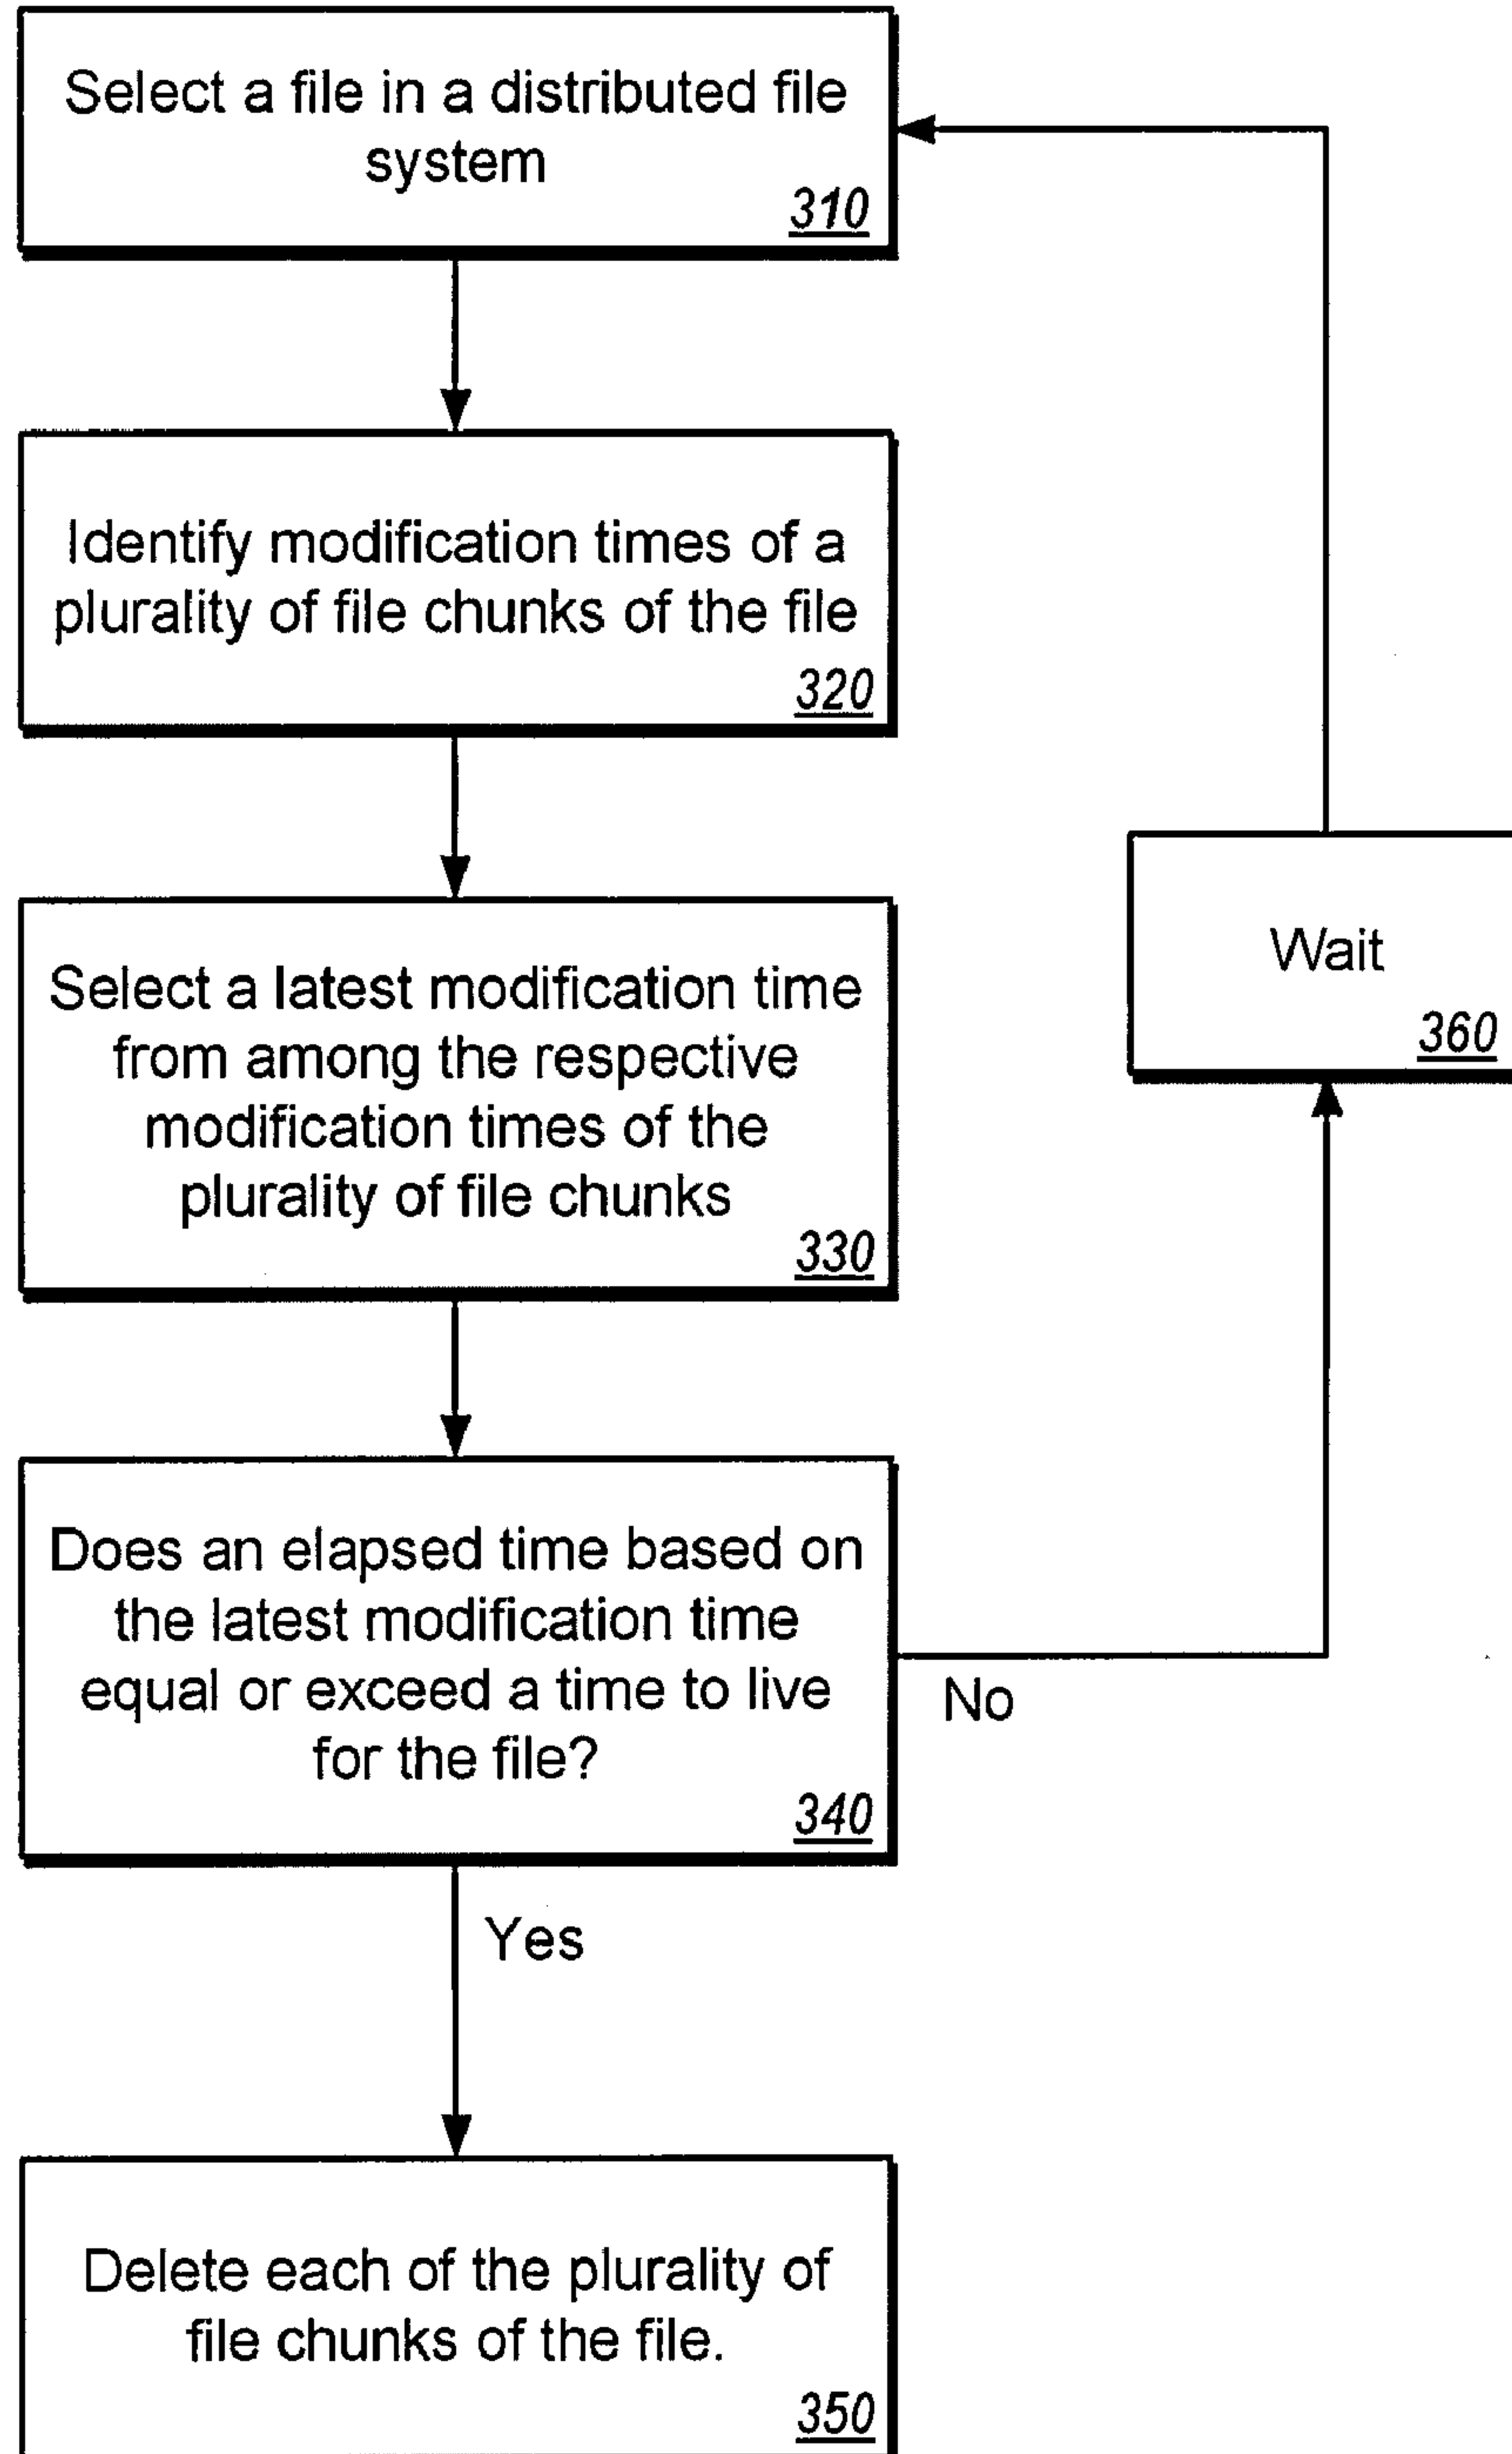 Select a file in a distributed file
system
310
Identify modification times of a
plurality of file chunks of the file
320
Select a latest modification time
from among the respective
modification times of the
plurality of file chunks
330
Wait
360
Does an elapsed time based on
the latest modification time
equal or exceed a time to live
for the file?
340
No
Yes
Delete each of the plurality of
file chunks of the file.
350